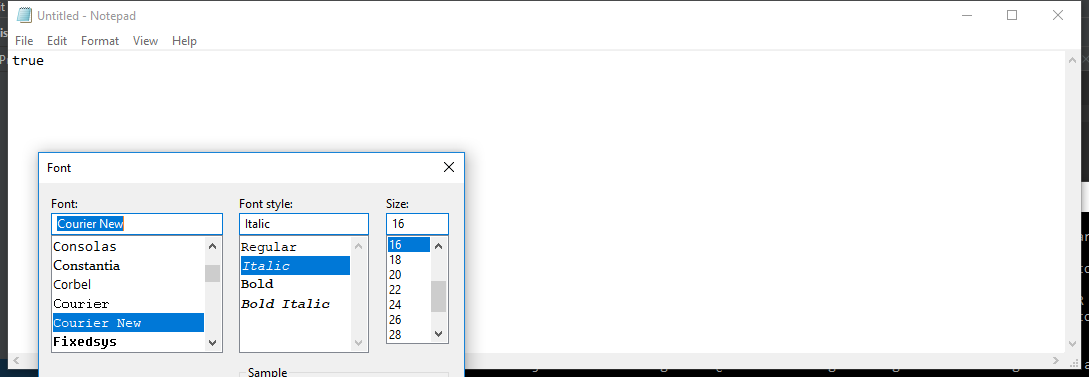 Untitled - Notepad
File Edit Format View Help
true
Font
Font: Font style: Size:
Courier New Italic 16
Consolas Regular 16
Constantia Italic 18
Corbel Bold 20
Courier Bold Italic 22
Courier New 24
Fixedsys 26
28
Sample